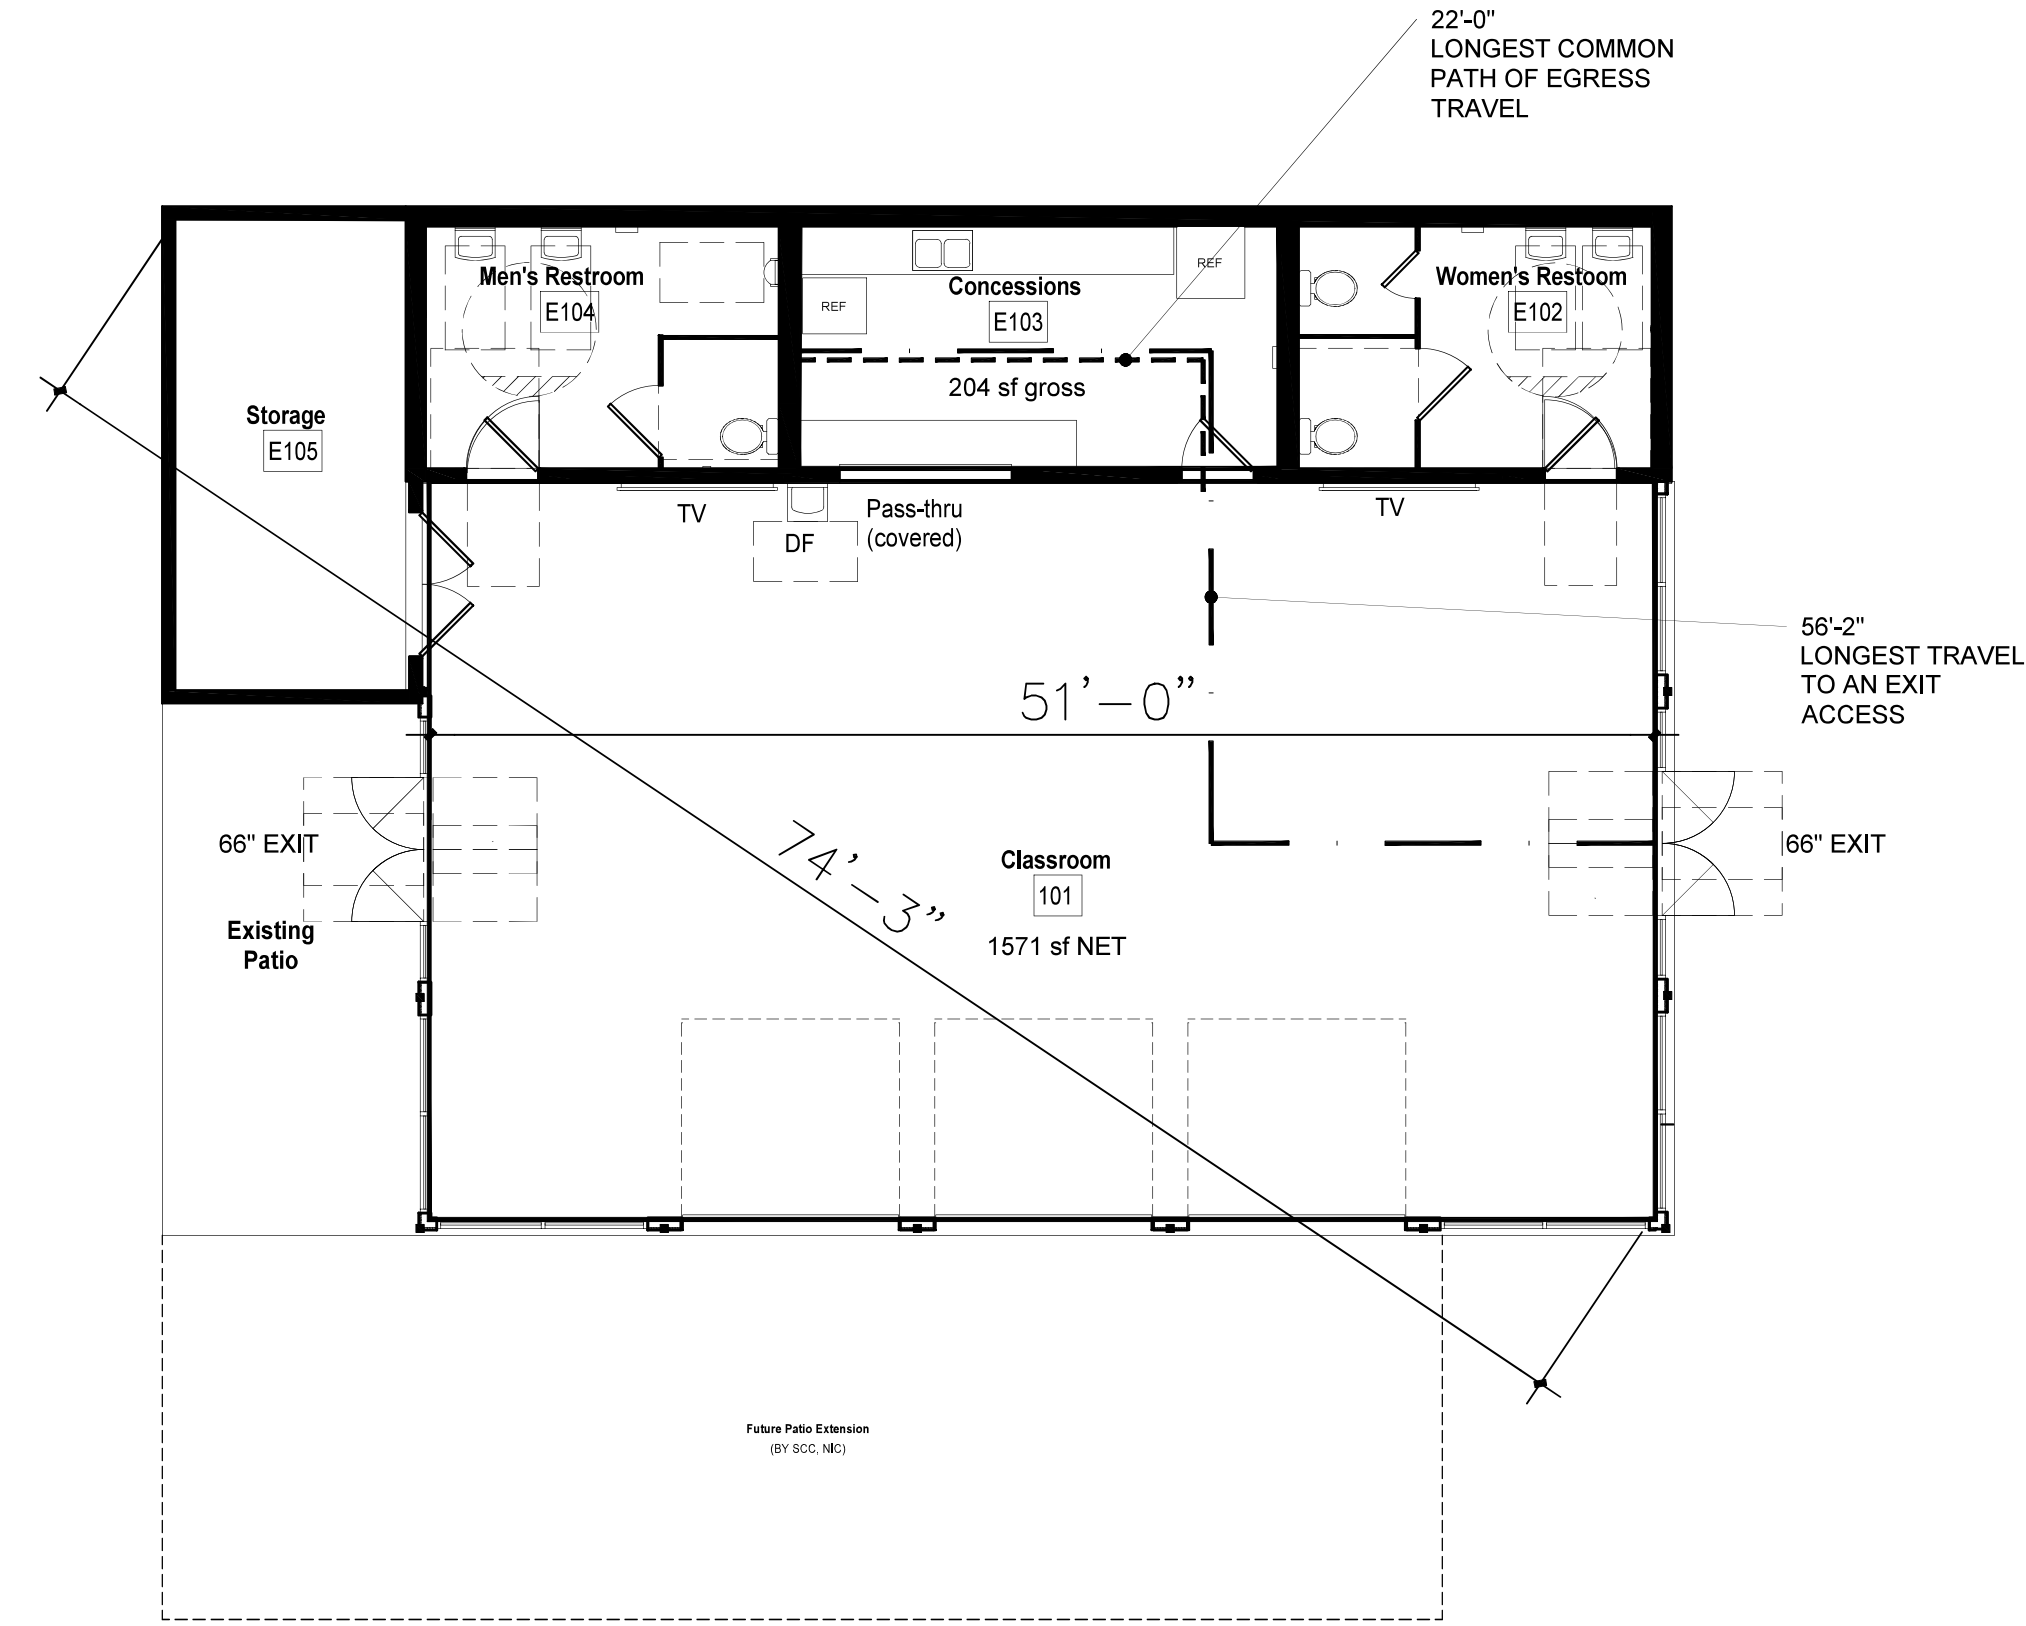 22'-0"
LONGEST COMMON
PATH OF EGRESS
TRAVEL
Men's Restroom
E104
REF
Concessions
E103
REF
204 sf gross
Women's Restoom
E102
Storage
E105
TV
DF
Pass-thru
(covered)
TV
56'-2"
LONGEST TRAVEL
TO AN EXIT
ACCESS
51'-0"
66" EXIT
74'-3"
Classroom
101
1571 sf NET
66" EXIT
Existing
Patio
Future Patio Extension
(BY SCC, NIC)